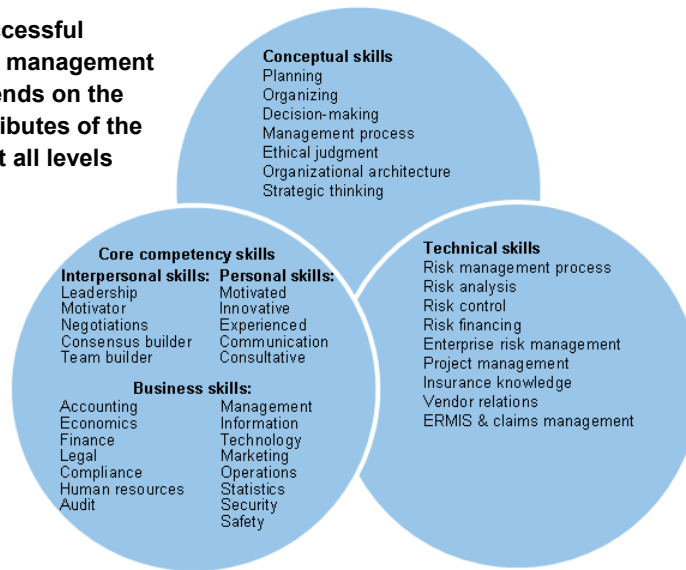 management
ends on the
of the
all levels
Conceptual skills
Planning
Organizing
Decision-making
Management process
Ethical judgment
Organizational architecture
Strategic thinking
Core competency skills
Interpersonal skills: Personal skills:
Leadership Motivated
Motivator Innovative
Negotiations Experienced
Consensus builder Communication
Team builder Consultative
Business skills:
Accounting Management
Economics Information
Finance Technology
Legal Marketing
Compliance Operations
Human resources Statistics
Audit Security
Safety
Technical skills
Risk management process
Risk analysis
Risk control
Risk financing
Enterprise risk management
Project management
Insurance knowledge
Vendor relations
ERMIS & claims management